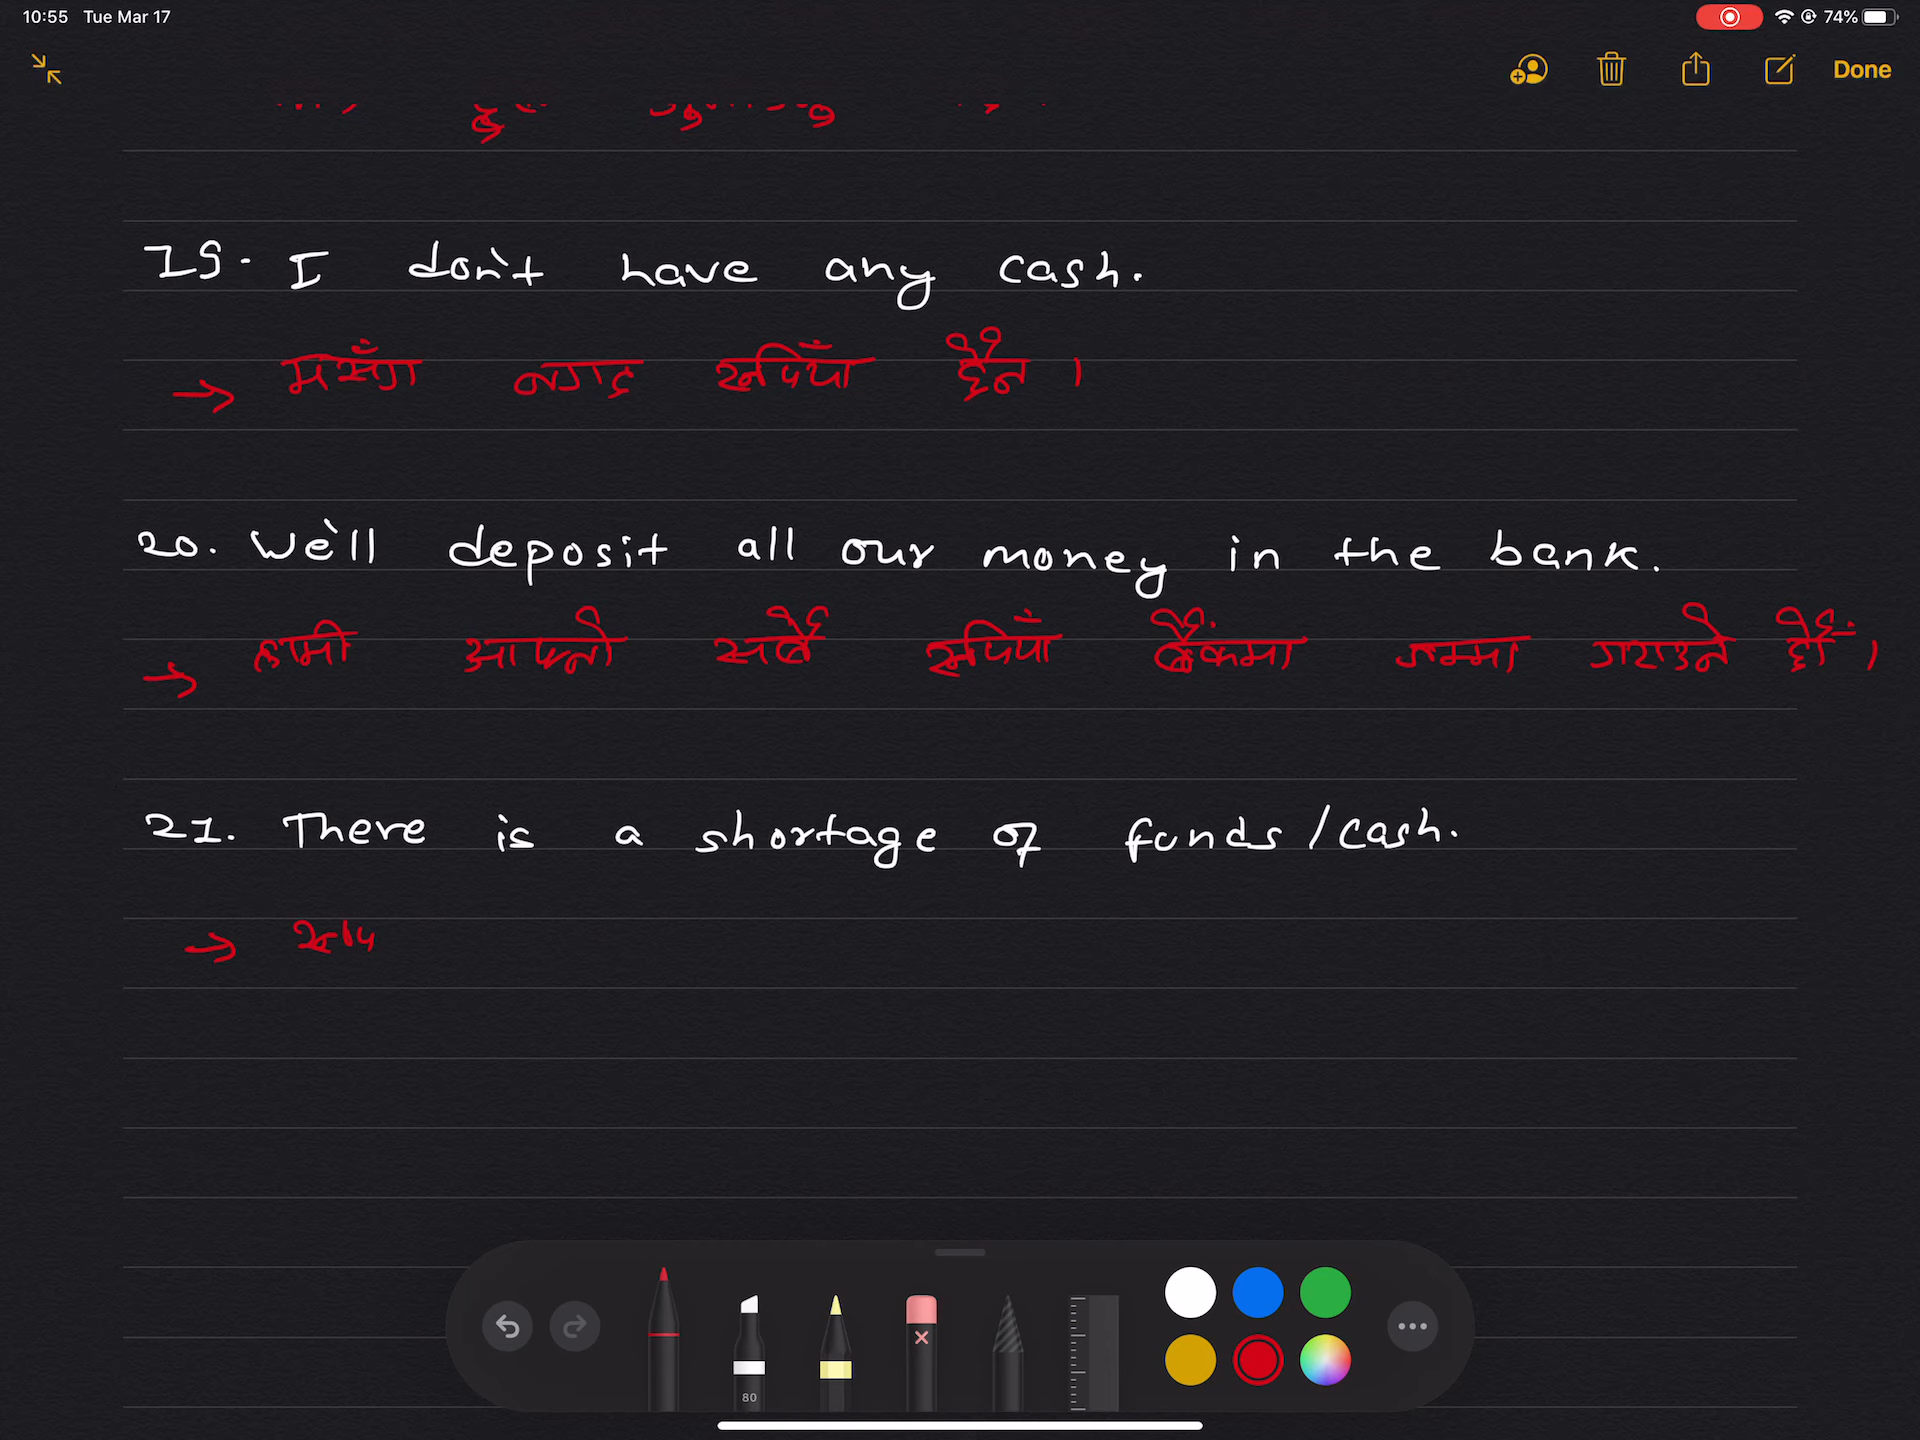 10:55 Tue Mar 17 74%
Done
19. I don't have any cash.
→ मसँग नगद रुपियाँ छैन ।
20. We'll deposit all our money in the bank.
→ हामी आफ्नो सबै रुपियाँ बैंकमा जम्मा गराउने छौं ।
21. There is a shortage of funds/cash.
→ रुप
80